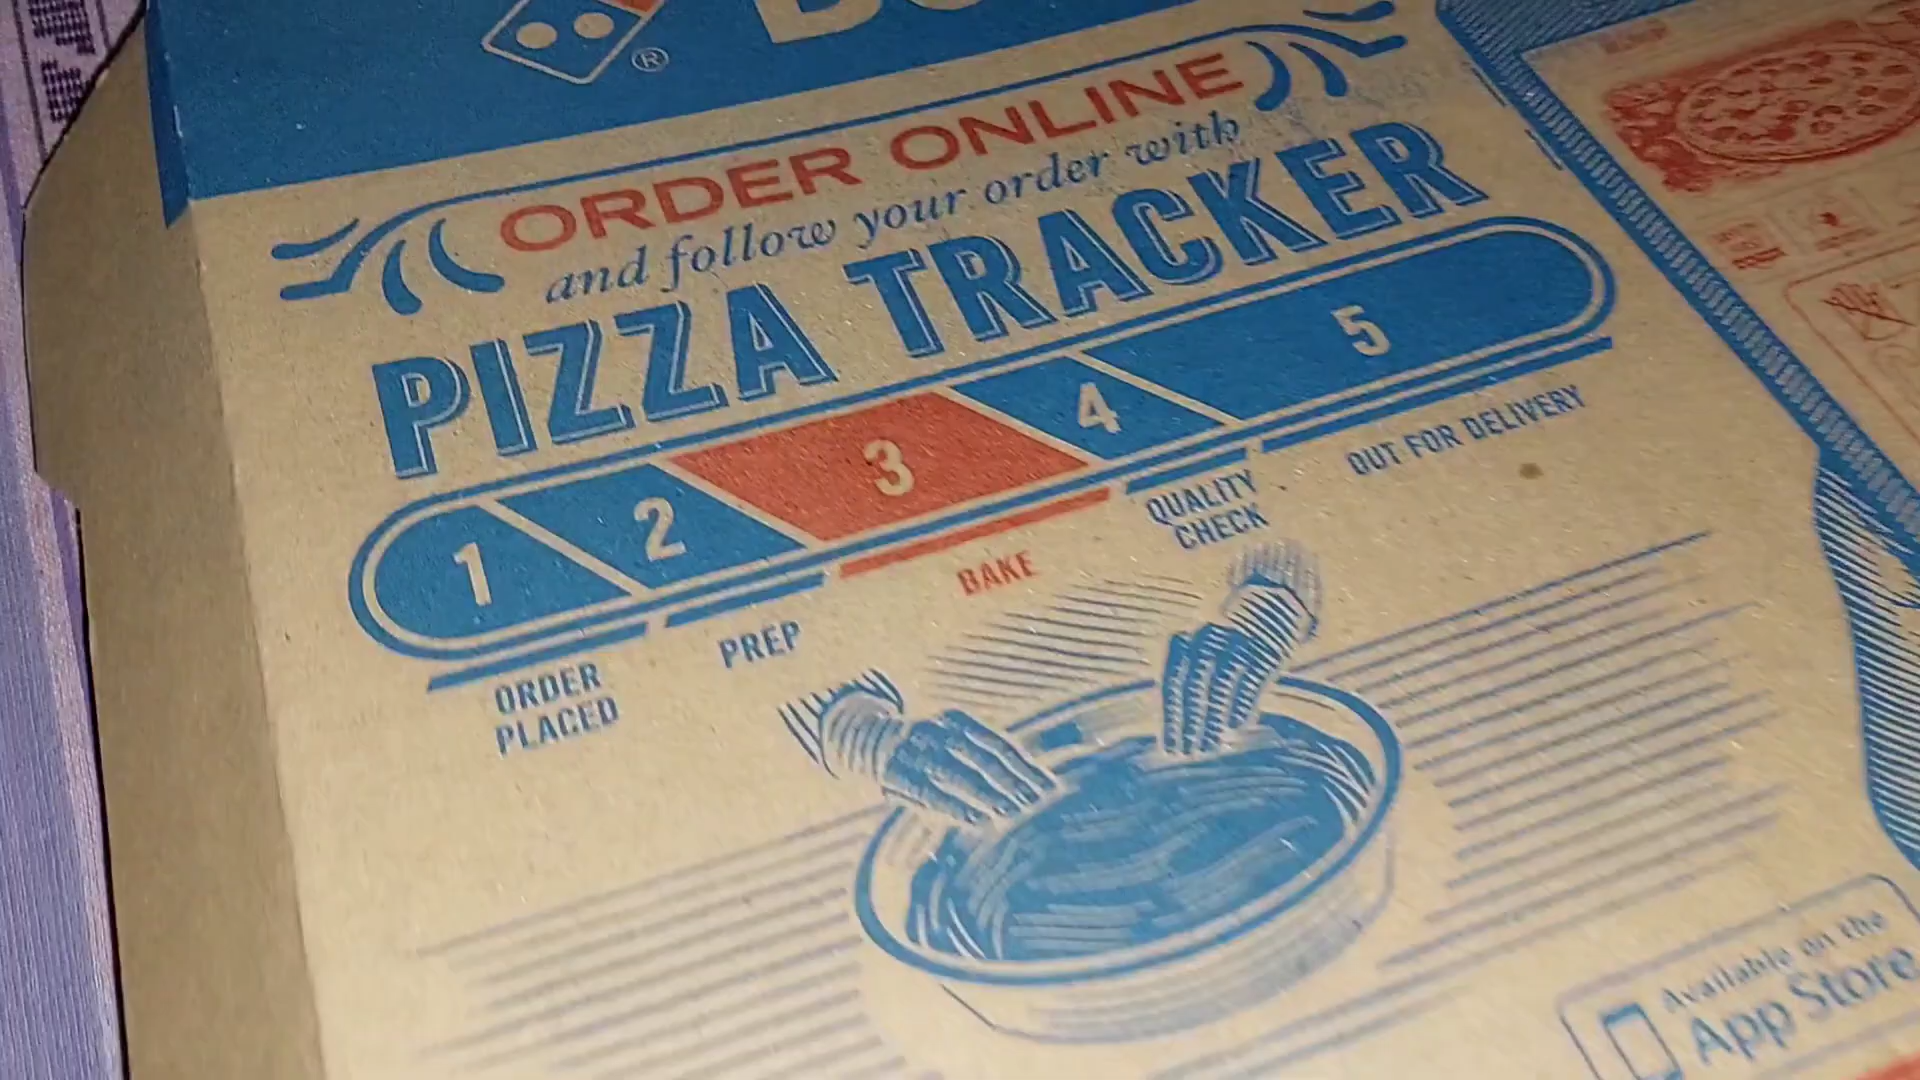 ®
ORDER ONLINE
and follow your order with
PIZZA TRACKER
1 2 3 4 5
ORDER
PLACED
PREP
BAKE
QUALITY
CHECK
OUT FOR DELIVERY
Available on the
App Store